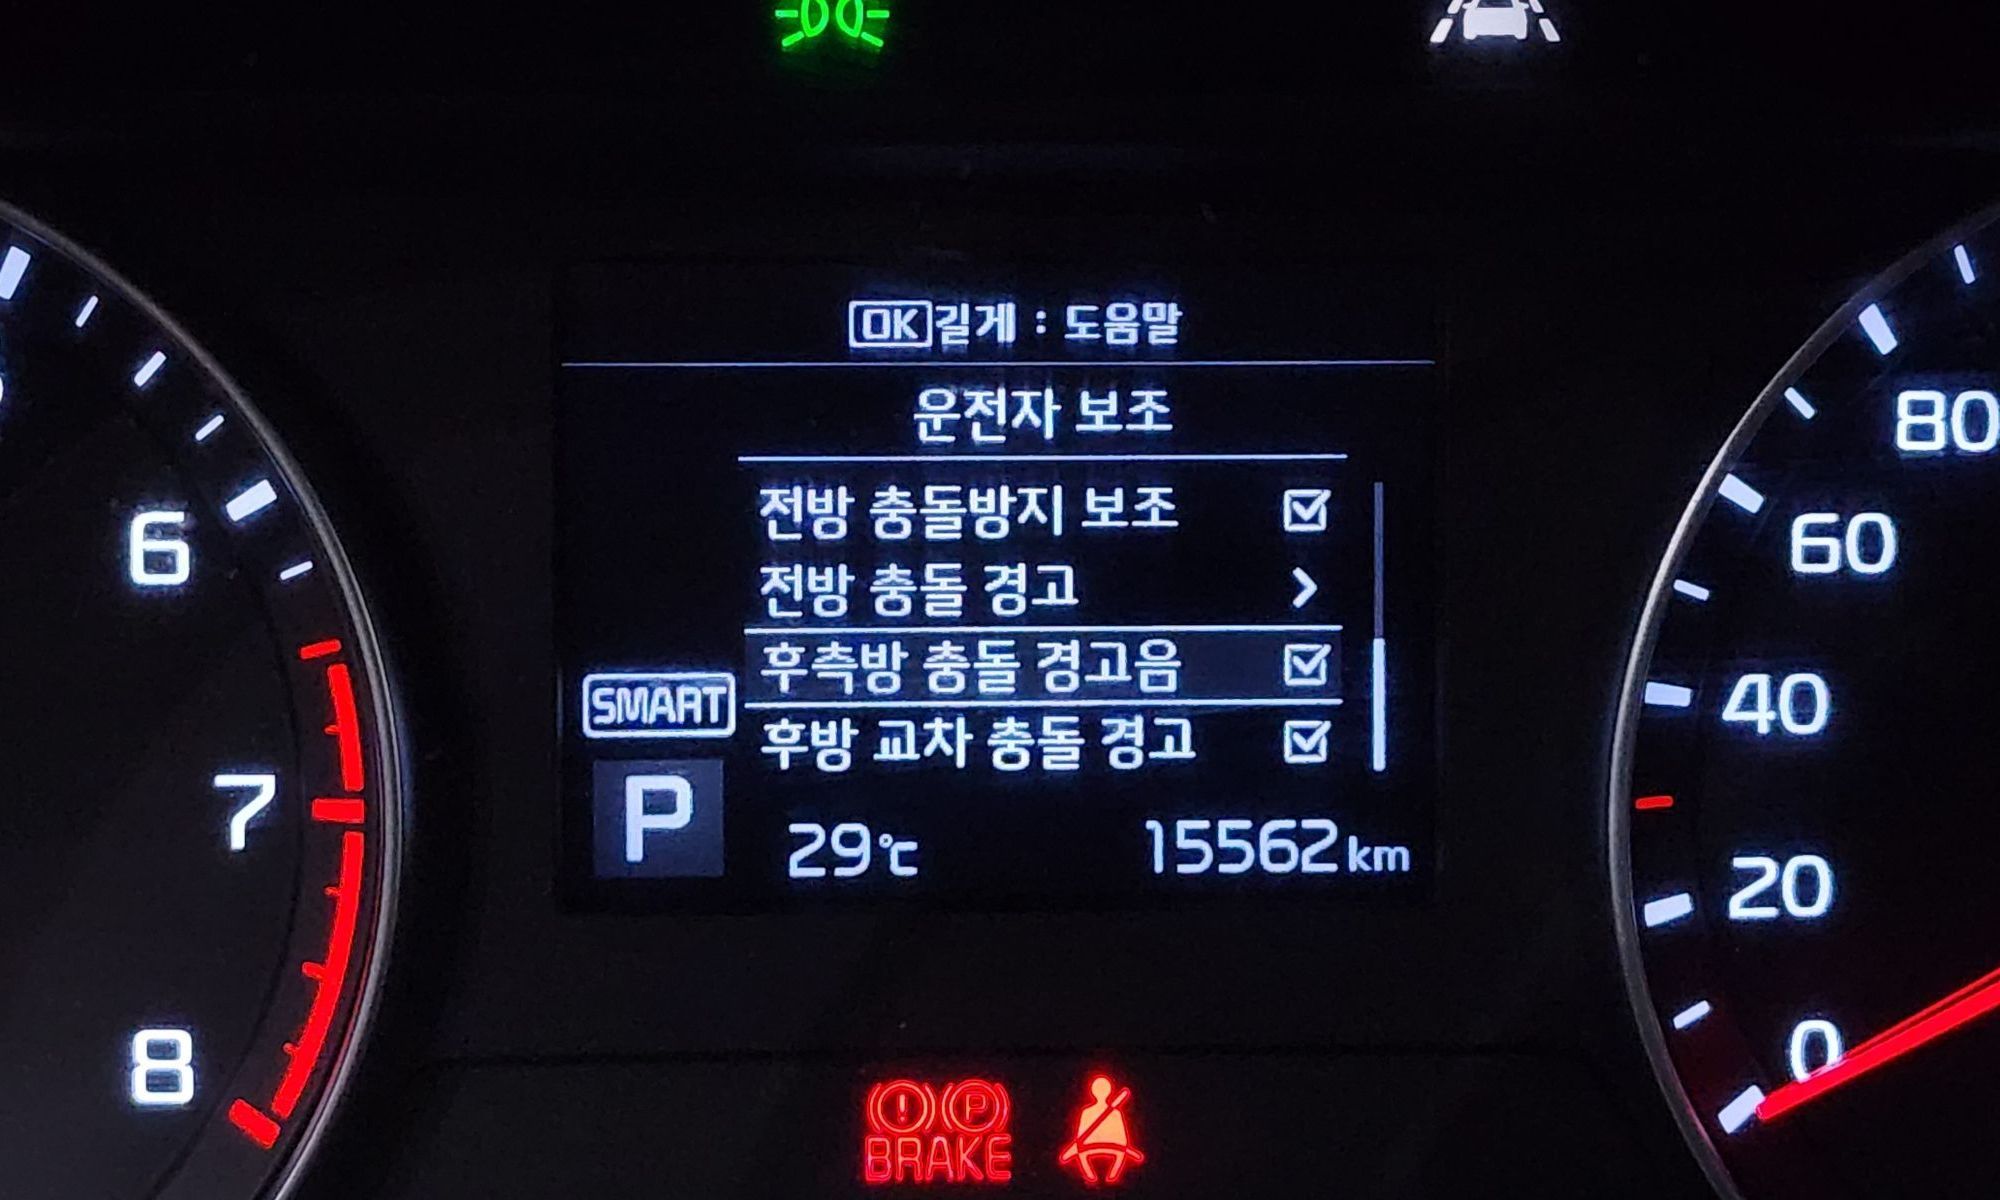 OK길게 : 도움말
운전자 보조
전방 충돌방지 보조
전방 충돌 경고
후측방 충돌 경고음
후방 교차 충돌 경고
SMART
P
29℃
15562km
6
7
8
80
60
40
20
0
(!)(P)
BRAKE